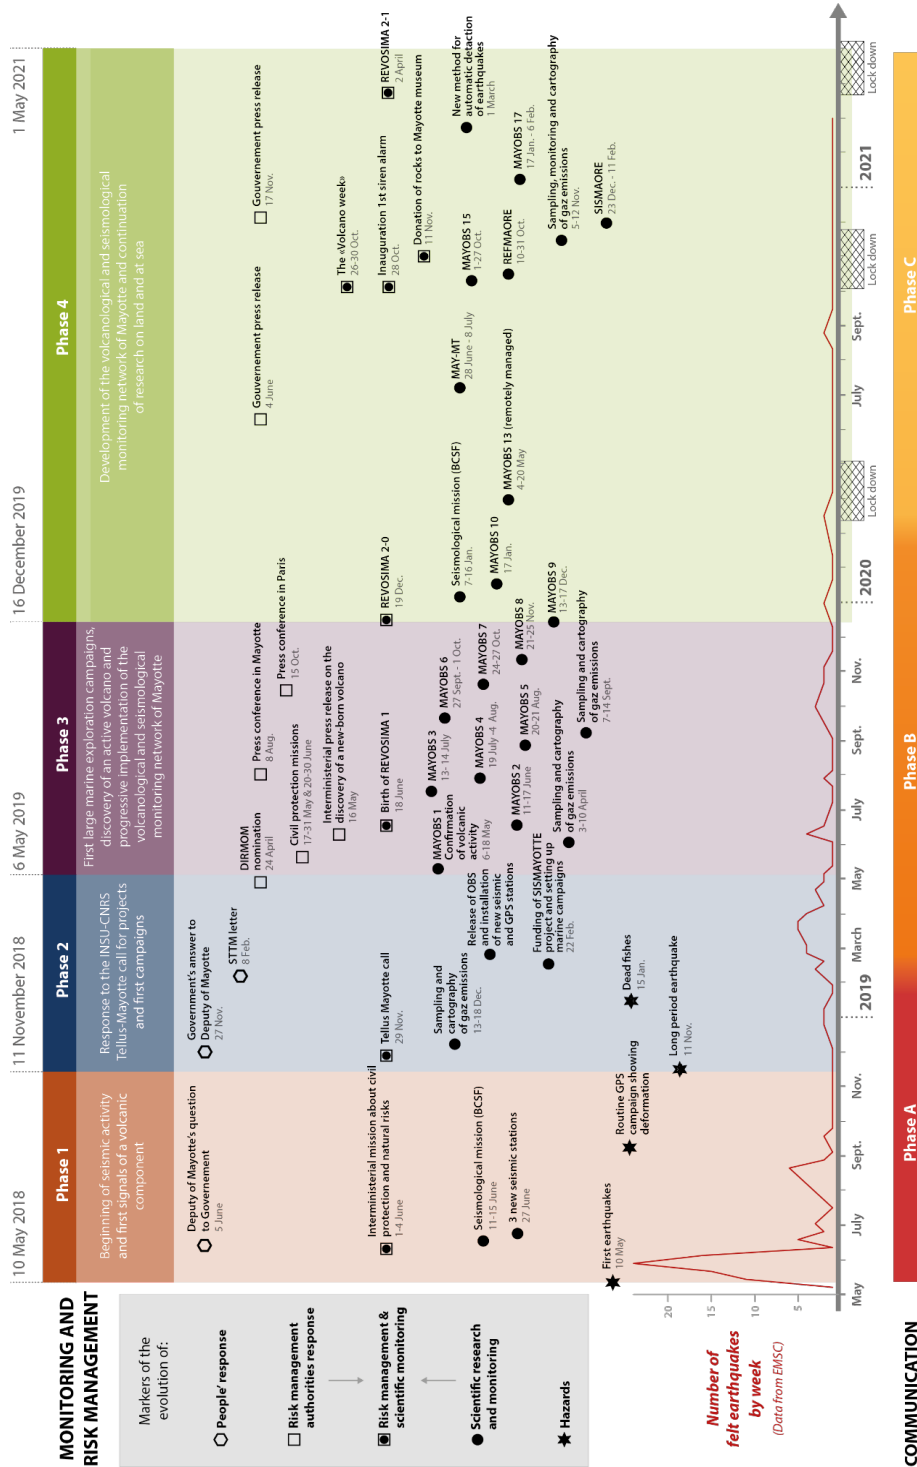 10 May 2018
11 November 2018
6 May 2019
16 December 2019
1 May 2021
MONITORING AND
RISK MANAGEMENT
Phase 1
Phase 2
Phase 3
Phase 4
Beginning of seismic activity
and first signals of a volcanic
component
Response to the INSU-CNRS
Tellus-Mayotte call for projects
and first campaigns
First large marine exploration campaigns,
discovery of an active volcano and
progressive implementation of the
volcanological and seismological
monitoring network of Mayotte
Development of the volcanological and seismological
monitoring network of Mayotte and continuation
of research on land and at sea
Markers of the
evolution of:
People' response
Risk management
authorities response
Risk management &
scientific monitoring
Scientific research
and monitoring
Hazards
Deputy of Mayotte's question
to Governement
5 June
Interministerial mission about civil
protection and natural risks
1-4 June
Seismological mission (BCSF)
11-15 June
3 new seismic stations
27 June
First earthquakes
10 May
Routine GPS
campaign showing
deformation
Government's answer to
Deputy of Mayotte
27 Nov.
STTM letter
8 Feb.
Tellus Mayotte call
29 Nov.
Sampling and
cartography
of gaz emissions
13-18 Dec.
Release of OBS
and installation
of new seismic
and GPS stations
Funding of SISMAYOTTE
project and setting up
marine campaigns
22 Feb.
Dead fishes
15 Jan.
Long period earthquake
11 Nov.
DIRMOM
nomination
24 April
Press conference in Mayotte
8 Aug.
Press conference in Paris
15 Oct.
Civil protection missions
17-31 May & 20-30 June
Interministerial press release on the
discovery of a new-born volcano
16 May
Birth of REVOSIMA 1
18 June
MAYOBS 1
Confirmation
of volcanic
activity
6-18 May
MAYOBS 3
13- 14 July
MAYOBS 6
27 Sept. - 1 Oct.
MAYOBS 4
19 July -4 Aug.
MAYOBS 7
24-27 Oct.
MAYOBS 2
11-17 June
MAYOBS 5
20-21 Aug.
MAYOBS 8
21-25 Nov.
MAYOBS 9
13-17 Dec.
Sampling and cartography
of gaz emissions
3-10 April
Sampling and cartography
of gaz emissions
7-14 Sept.
Gouvernement press release
4 June
Gouvernement press release
17 Nov.
The «Volcano week»
26-30 Oct.
REVOSIMA 2-0
19 Dec.
Inauguration 1st siren alarm
28 Oct.
REVOSIMA 2-1
2 April
Donation of rocks to Mayotte museum
11 Nov.
Seismological mission (BCSF)
7-16 Jan.
MAY-MT
28 June - 8 July
MAYOBS 15
1-27 Oct.
New method for
automatic detaction
of earthquakes
1 March
MAYOBS 10
17 Jan.
MAYOBS 13 (remotely managed)
4-20 May
REFMAORE
10-31 Oct.
MAYOBS 17
17 Jan. - 6 Feb.
Sampling, monitoring and cartography
of gaz emissions
5-12 Nov.
SISMAORE
23 Dec. - 11 Feb.
Number of
felt earthquakes
by week
(Data from EMSC)
20
15
10
5
May
July
Sept.
Nov.
2019
March
May
July
Sept.
Nov.
2020
Lock down
July
Sept.
Lock down
2021
Lock down
COMMUNICATION
Phase A
Phase B
Phase C